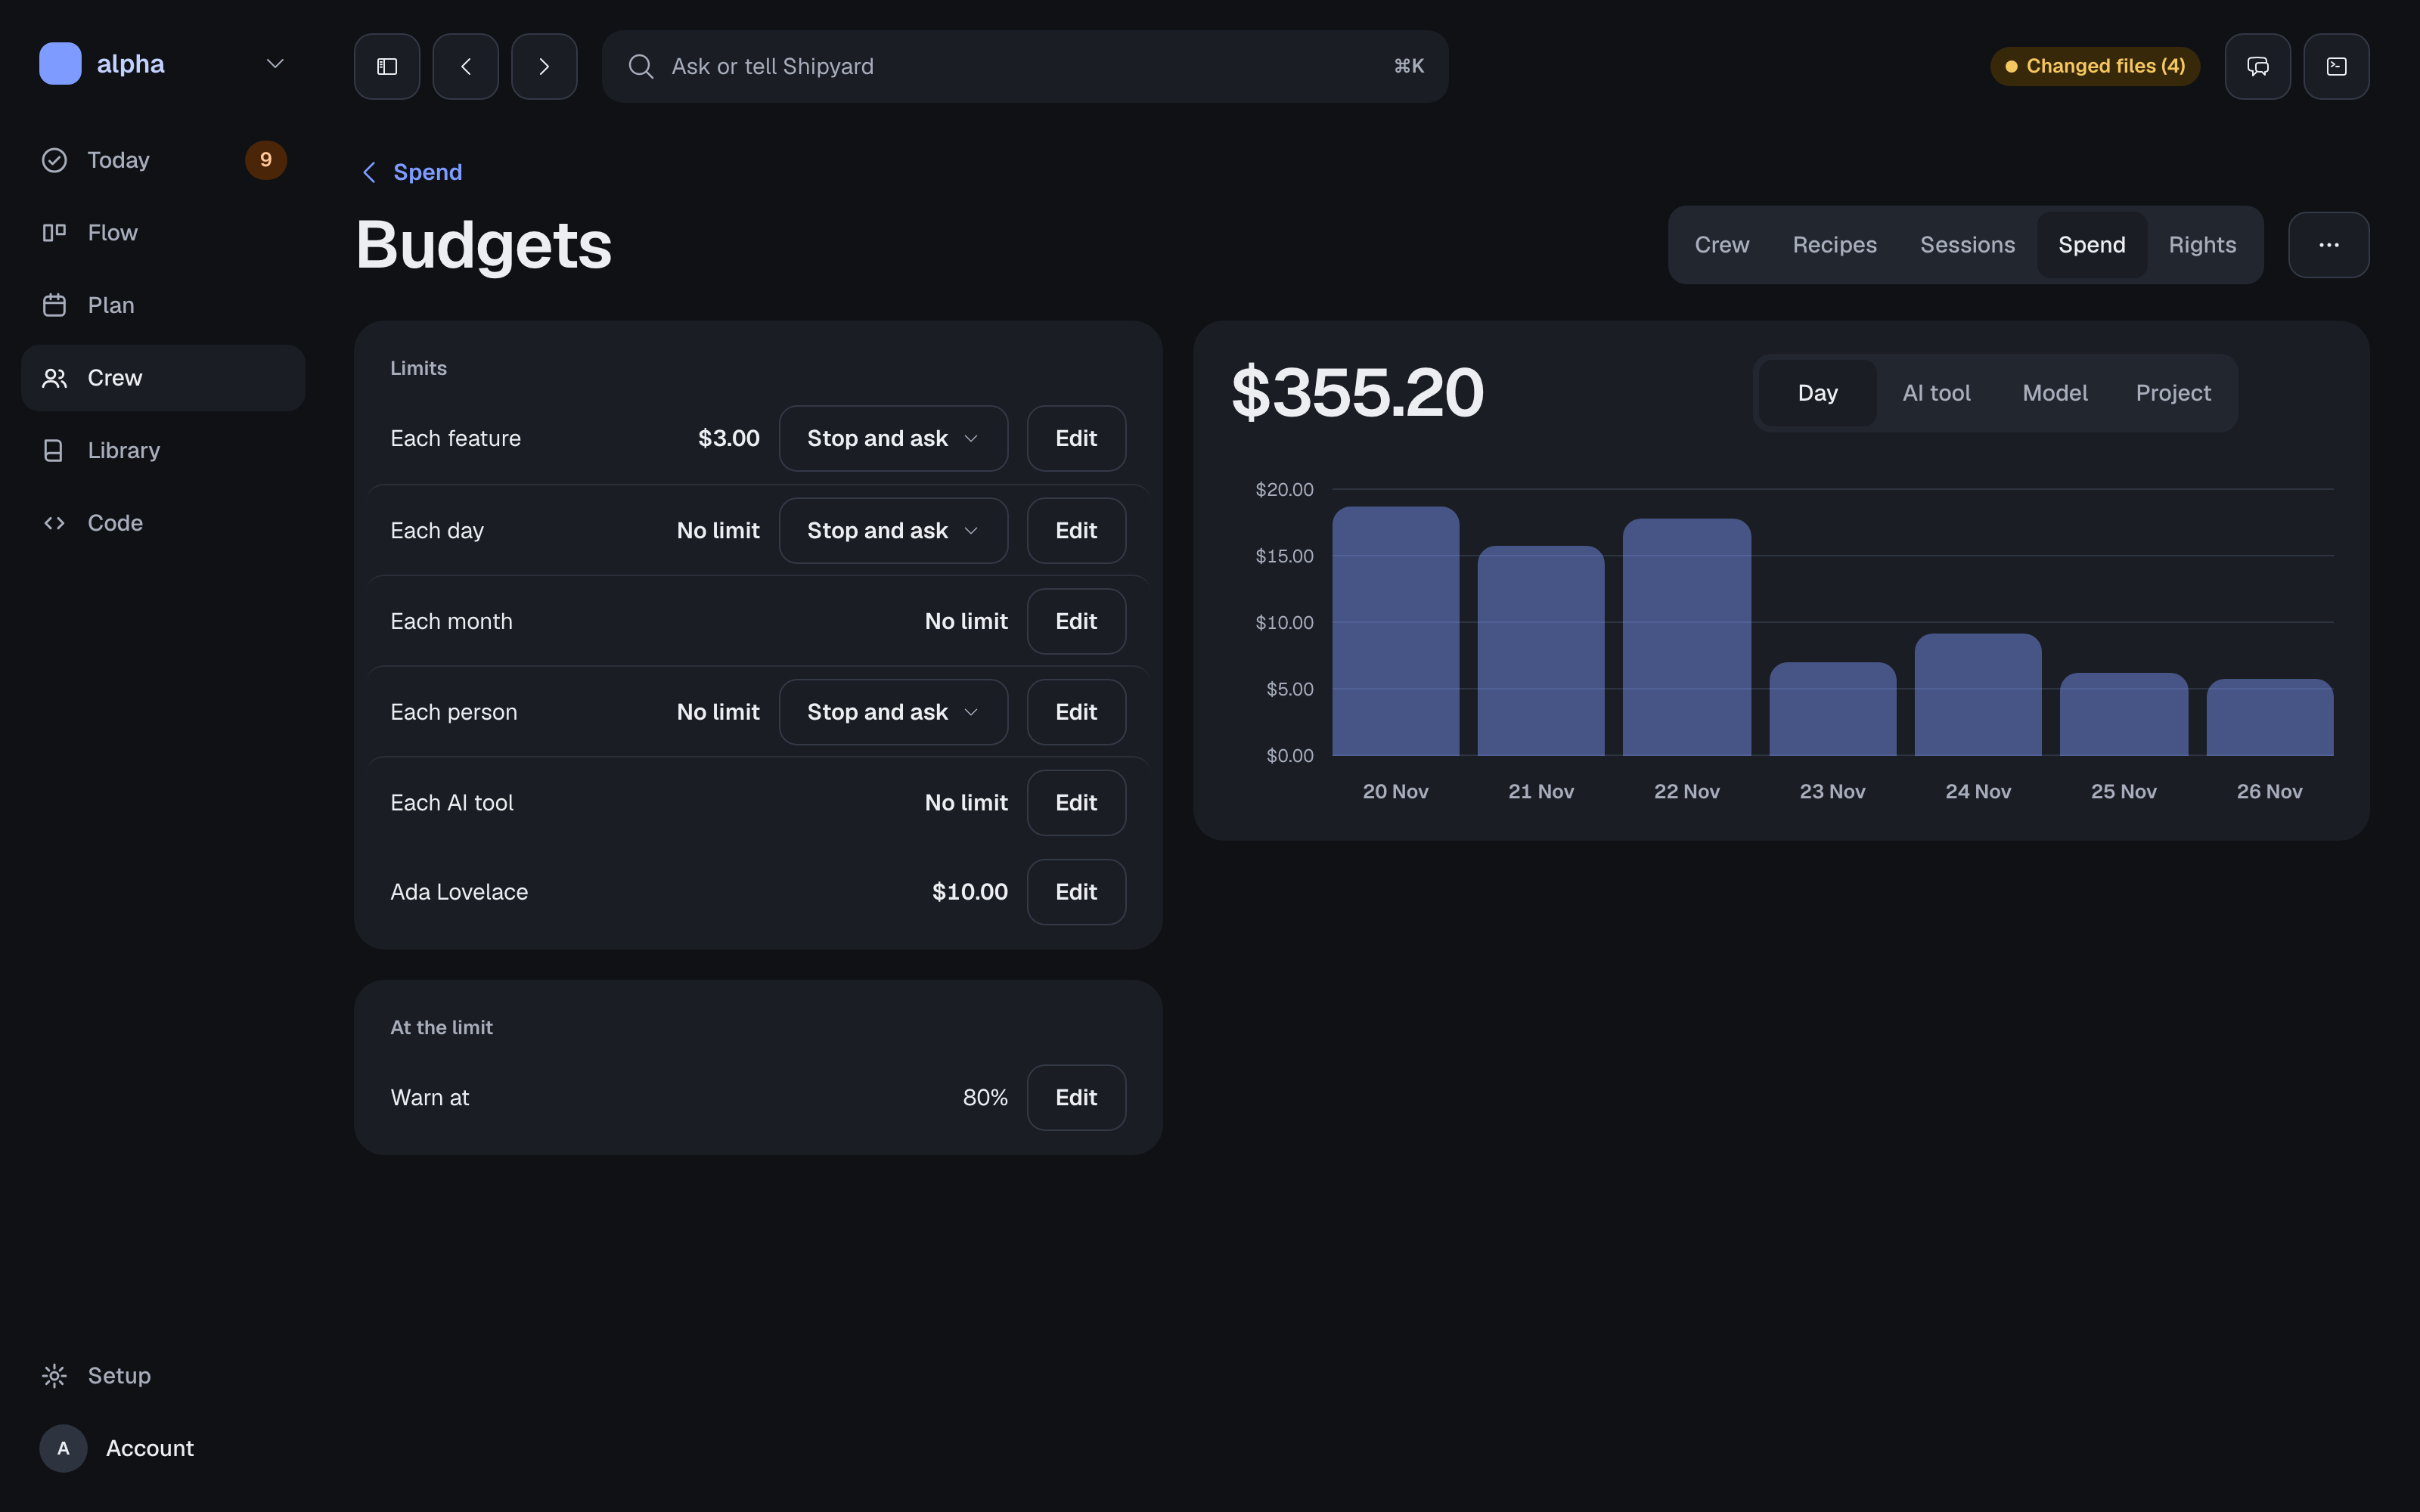 alpha
Ask or tell Shipyard ⌘K
Changed files (4)
Today 9
Flow
Plan
Crew
Library
Code
Setup
A Account
Spend
Budgets
Crew Recipes Sessions Spend Rights
Limits
Each feature $3.00 Stop and ask Edit
Each day No limit Stop and ask Edit
Each month No limit Edit
Each person No limit Stop and ask Edit
Each AI tool No limit Edit
Ada Lovelace $10.00 Edit
At the limit
Warn at 80% Edit
$355.20
Day AI tool Model Project
$20.00
$15.00
$10.00
$5.00
$0.00
20 Nov 21 Nov 22 Nov 23 Nov 24 Nov 25 Nov 26 Nov